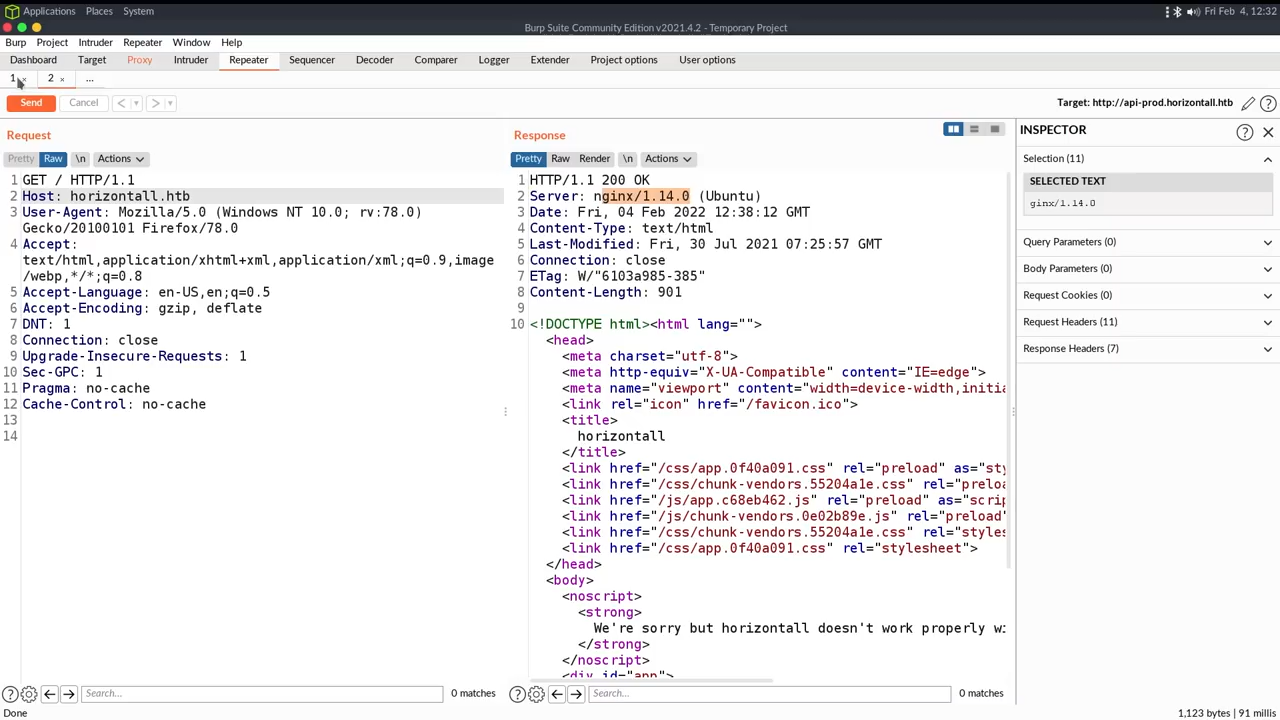 Applications Places System Fri Feb 4, 12:32
Burp Suite Community Edition v2021.4.2 - Temporary Project
Burp Project Intruder Repeater Window Help
Dashboard Target Proxy Intruder Repeater Sequencer Decoder Comparer Logger Extender Project options User options
1 × 2 × ...
Send Cancel < > Target: http://api-prod.horizontall.htb
Request
Pretty Raw \n Actions
1 GET / HTTP/1.1
2 Host: horizontall.htb
3 User-Agent: Mozilla/5.0 (Windows NT 10.0; rv:78.0)
Gecko/20100101 Firefox/78.0
4 Accept:
text/html,application/xhtml+xml,application/xml;q=0.9,image
/webp,*/*;q=0.8
5 Accept-Language: en-US,en;q=0.5
6 Accept-Encoding: gzip, deflate
7 DNT: 1
8 Connection: close
9 Upgrade-Insecure-Requests: 1
10 Sec-GPC: 1
11 Pragma: no-cache
12 Cache-Control: no-cache
13
14
Search... 0 matches
Response
Pretty Raw Render \n Actions
1 HTTP/1.1 200 OK
2 Server: nginx/1.14.0 (Ubuntu)
3 Date: Fri, 04 Feb 2022 12:38:12 GMT
4 Content-Type: text/html
5 Last-Modified: Fri, 30 Jul 2021 07:25:57 GMT
6 Connection: close
7 ETag: W/"6103a985-385"
8 Content-Length: 901
9
10 <!DOCTYPE html><html lang="">
<head>
<meta charset="utf-8">
<meta http-equiv="X-UA-Compatible" content="IE=edge">
<meta name="viewport" content="width=device-width,initia
<link rel="icon" href="/favicon.ico">
<title>
horizontall
</title>
<link href="/css/app.0f40a091.css" rel="preload" as="sty
<link href="/css/chunk-vendors.55204a1e.css" rel="preloa
<link href="/js/app.c68eb462.js" rel="preload" as="scrip
<link href="/js/chunk-vendors.0e02b89e.js" rel="preload"
<link href="/css/chunk-vendors.55204a1e.css" rel="styles
<link href="/css/app.0f40a091.css" rel="stylesheet">
</head>
<body>
<noscript>
<strong>
We're sorry but horizontall doesn't work properly wi
</strong>
</noscript>
<div id="app">
Search... 0 matches
INSPECTOR
Selection (11)
SELECTED TEXT
ginx/1.14.0
Query Parameters (0)
Body Parameters (0)
Request Cookies (0)
Request Headers (11)
Response Headers (7)
Done 1,123 bytes | 91 millis